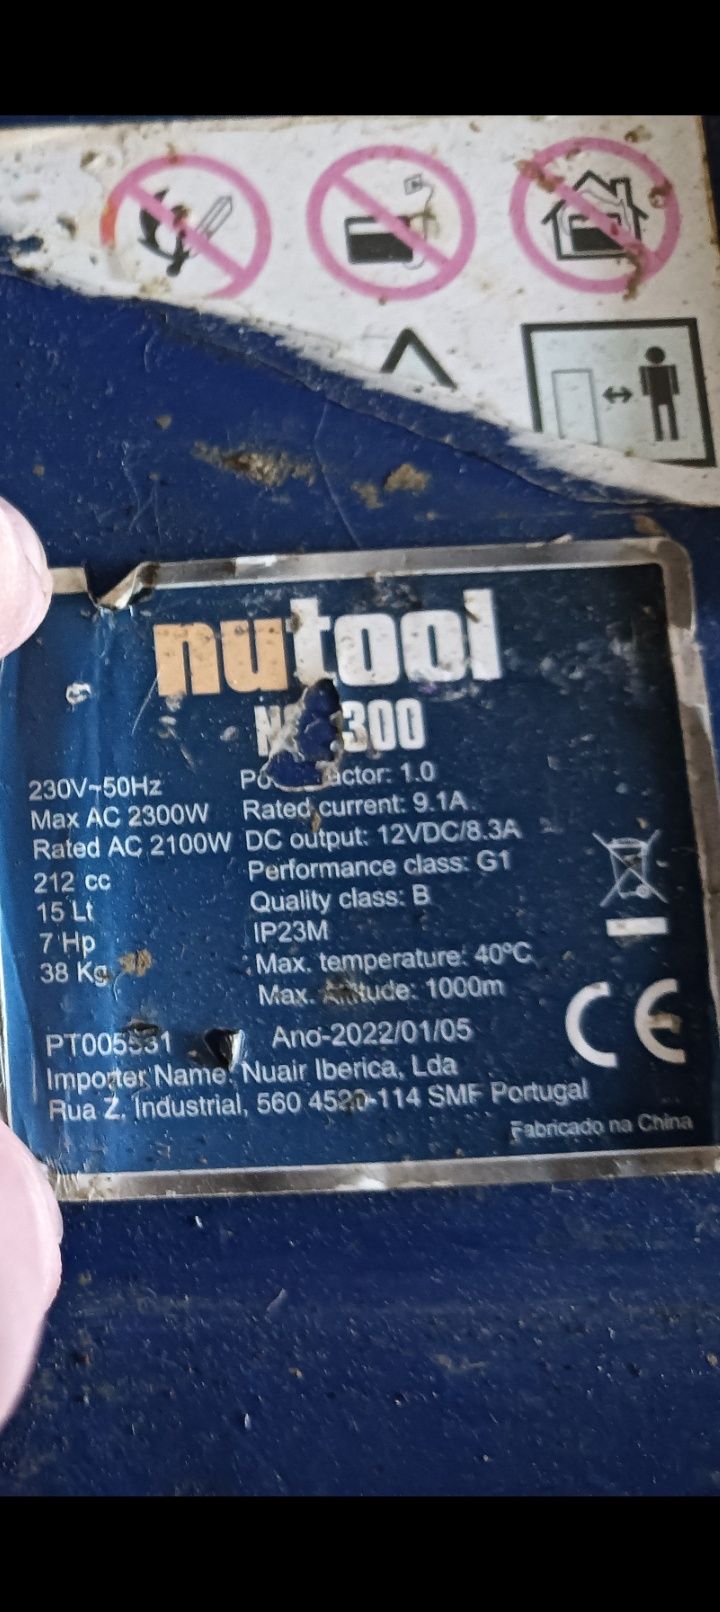 nutool
300
230V~50Hz
Max AC 2300W
Rated AC 2100W
212 cc
15 Lt
7 Hp
38 Kg
1.0
Rated current: 9.1A
DC output: 12VDC/8.3A
Performance class: G1
Quality class: B
IP23M
Max. temperature: 40ºC
Max. 1000m
PT005531
Ano-2022/01/05
Importer Name: Nuair Iberica, Lda
Rua Z. Industrial, 560 4520-114 SMF Portugal
Fabricado na China
CE